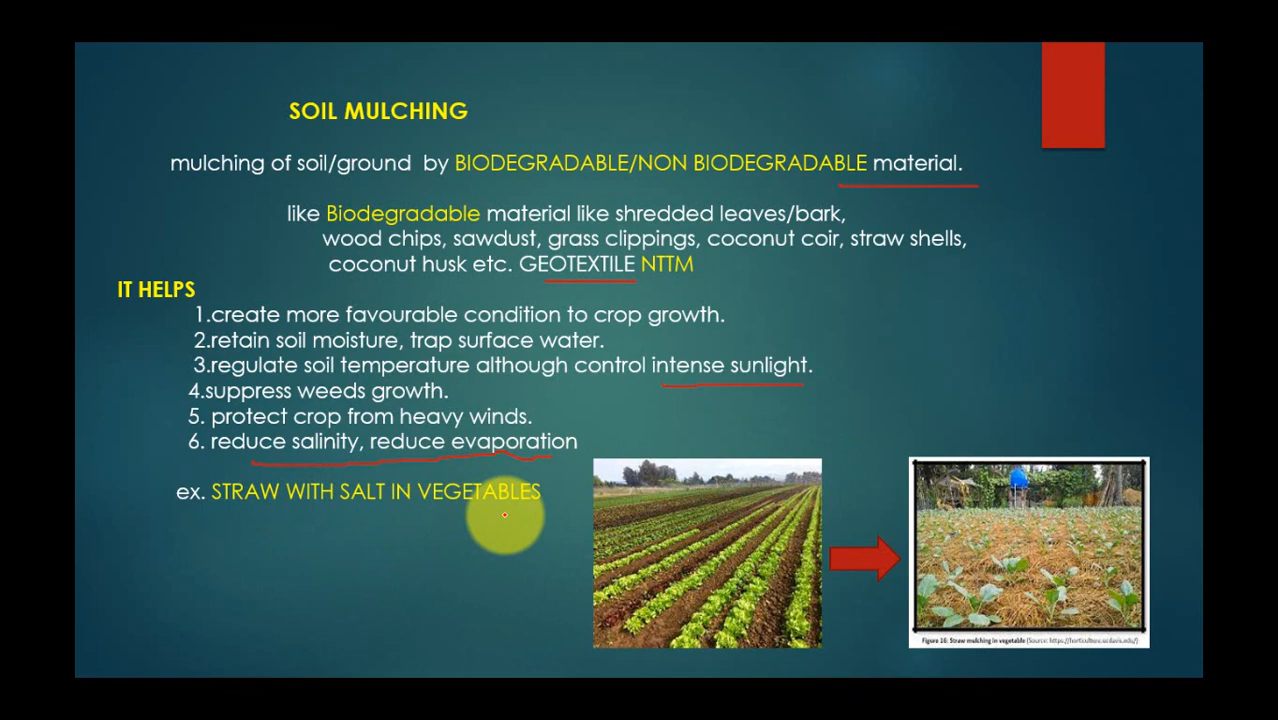 SOIL MULCHING
mulching of soil/ground by BIODEGRADABLE/NON BIODEGRADABLE material.
like Biodegradable material like shredded leaves/bark,
wood chips, sawdust, grass clippings, coconut coir, straw shells,
coconut husk etc. GEOTEXTILE NTTM
IT HELPS
1.create more favourable condition to crop growth.
2.retain soil moisture, trap surface water.
3.regulate soil temperature although control intense sunlight.
4.suppress weeds growth.
5. protect crop from heavy winds.
6. reduce salinity, reduce evaporation
ex. STRAW WITH SALT IN VEGETABLES
Figure 16: Straw mulching in vegetable (Source: https://horticulture.ucdavis.edu/)